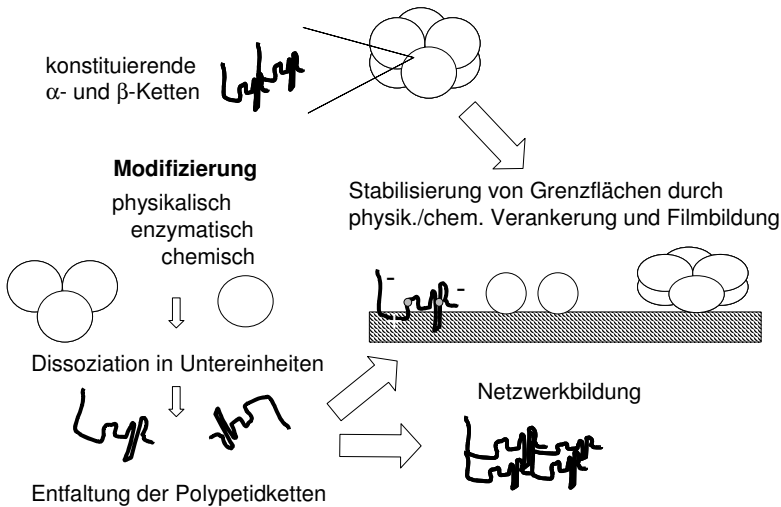 konstituierende
α- und β-Ketten
Modifizierung
physikalisch
enzymatisch
chemisch
Stabilisierung von Grenzflächen durch
physik./chem. Verankerung und Filmbildung
- -
+
Dissoziation in Untereinheiten
Netzwerkbildung
Entfaltung der Polypetidketten